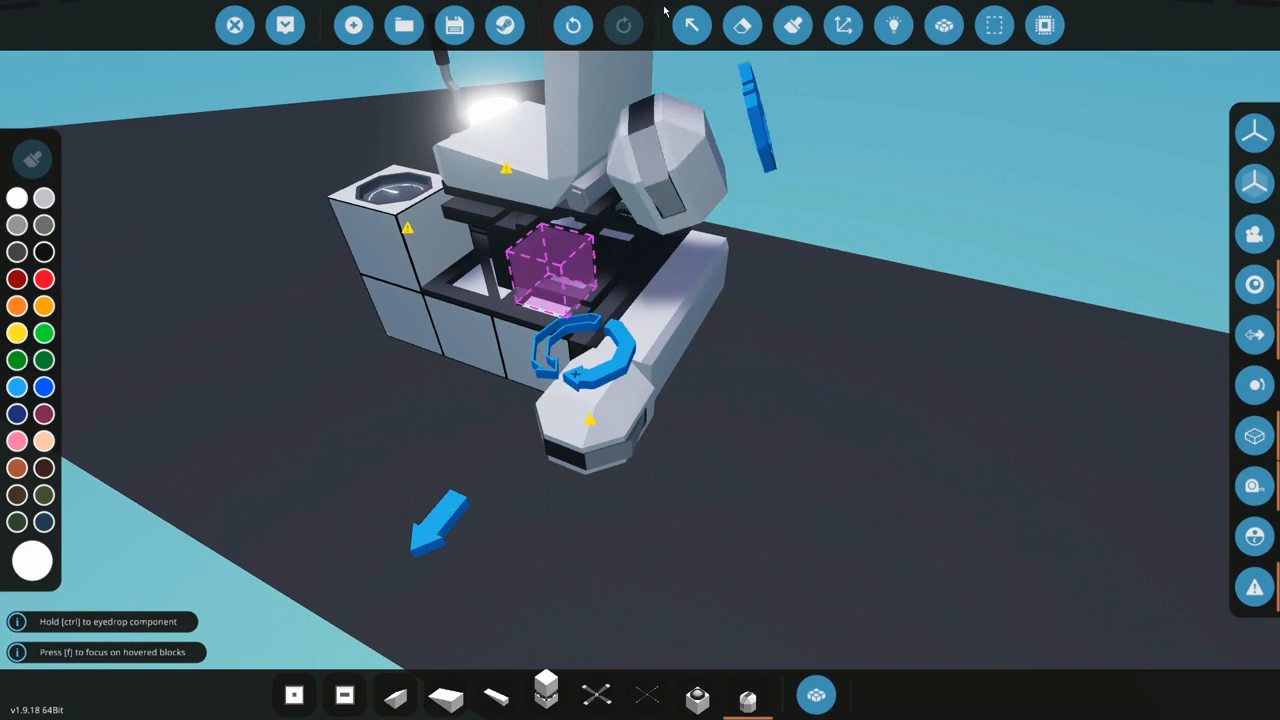 Hold [ctrl] to eyedrop component
Press [f] to focus on hovered blocks
v1.9.18 64Bit